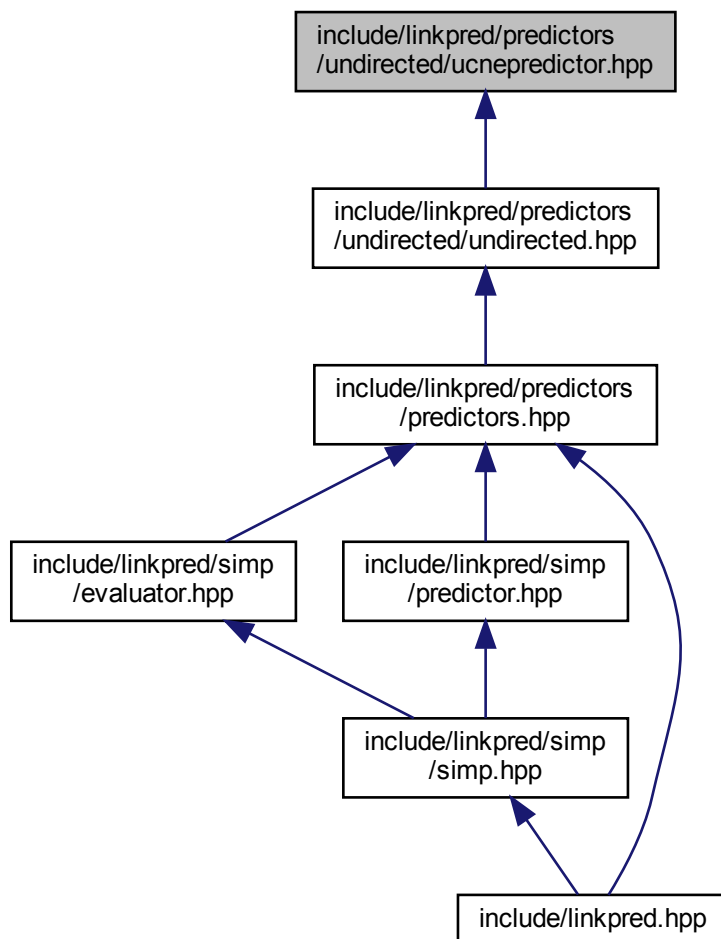 include/linkpred/predictors
/undirected/ucnepredictor.hpp
include/linkpred/predictors
/undirected/undirected.hpp
include/linkpred/predictors
/predictors.hpp
include/linkpred/simp
/evaluator.hpp
include/linkpred/simp
/predictor.hpp
include/linkpred/simp
/simp.hpp
include/linkpred.hpp